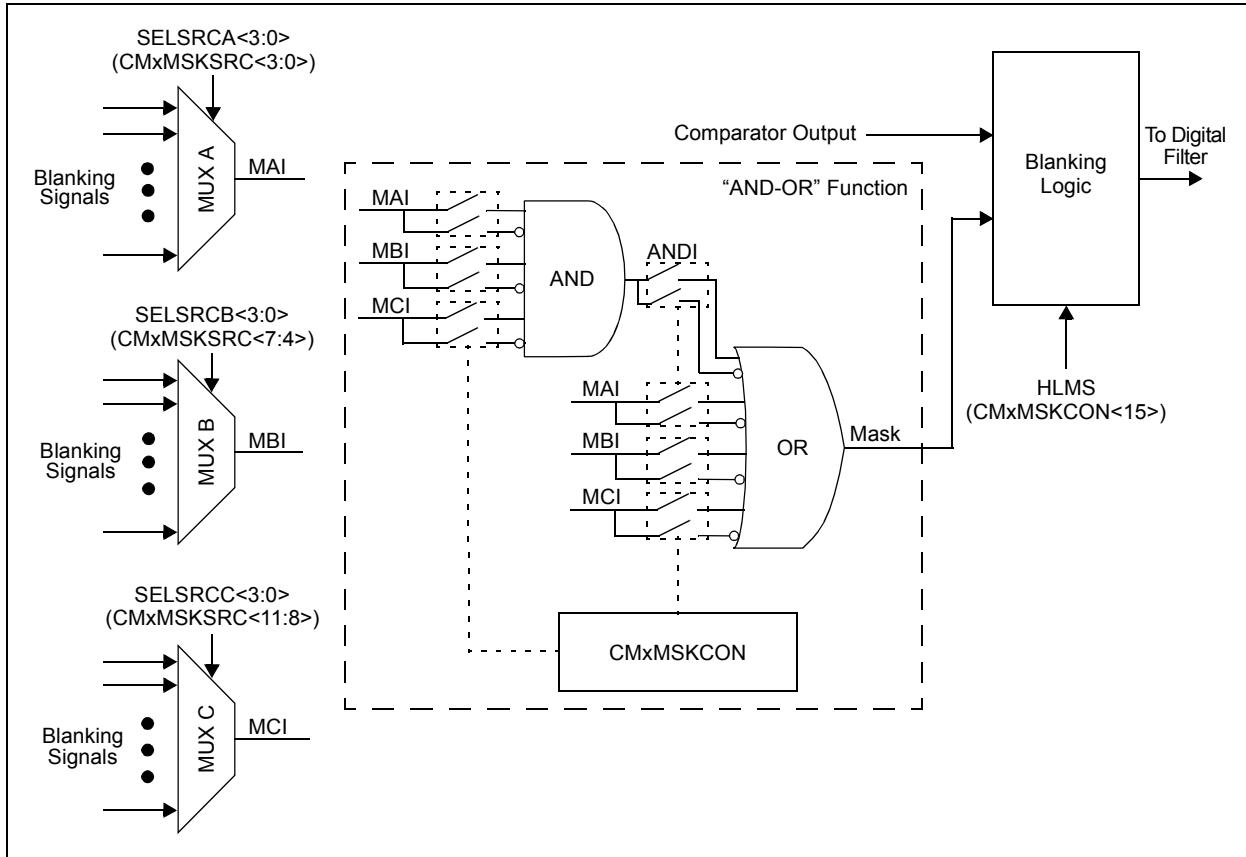 SELSRCA<3:0>
(CMxMSKSRC<3:0>)
MUX A
MAI
Blanking
Signals
SELSRCB<3:0>
(CMxMSKSRC<7:4>)
MUX B
MBI
Blanking
Signals
SELSRCC<3:0>
(CMxMSKSRC<11:8>)
MUX C
MCI
Blanking
Signals
Comparator Output
Blanking
Logic
To Digital
Filter
HLMS
(CMxMSKCON<15>)
“AND-OR” Function
MAI
MBI
MCI
AND
ANDI
MAI
MBI
MCI
OR
Mask
CMxMSKCON